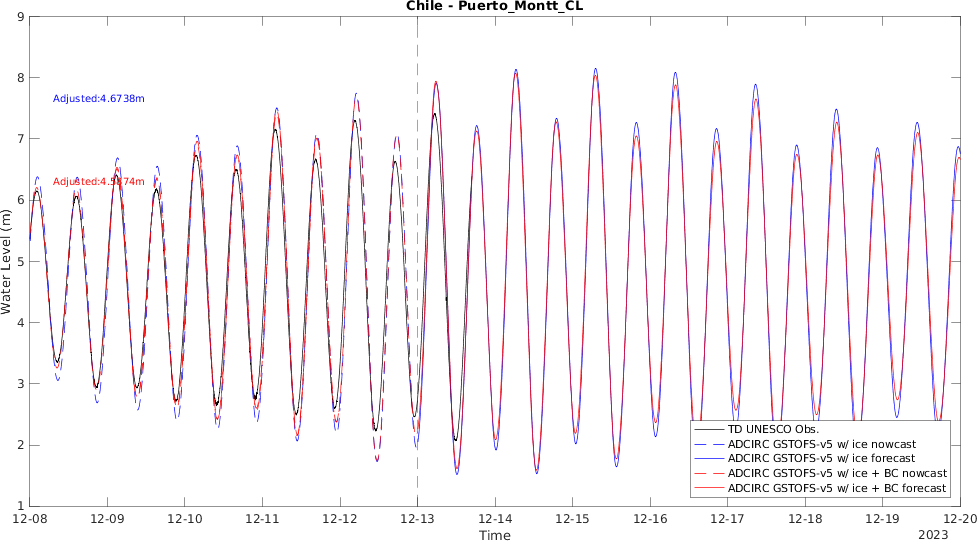 Chile - Puerto_Montt_CL
9
8
7
6
5
4
3
2
1
Water Level (m)
Adjusted:4.6738m
TD UNESCO Obs.
ADCIRC GSTOFS-v5 w/ ice nowcast
ADCIRC GSTOFS-v5 w/ ice forecast
ADCIRC GSTOFS-v5 w/ ice + BC nowcast
ADCIRC GSTOFS-v5 w/ ice + BC forecast
12-08 12-09 12-10 12-11 12-12 12-13 12-14 12-15 12-16 12-17 12-18 12-19 12-20
Time
2023